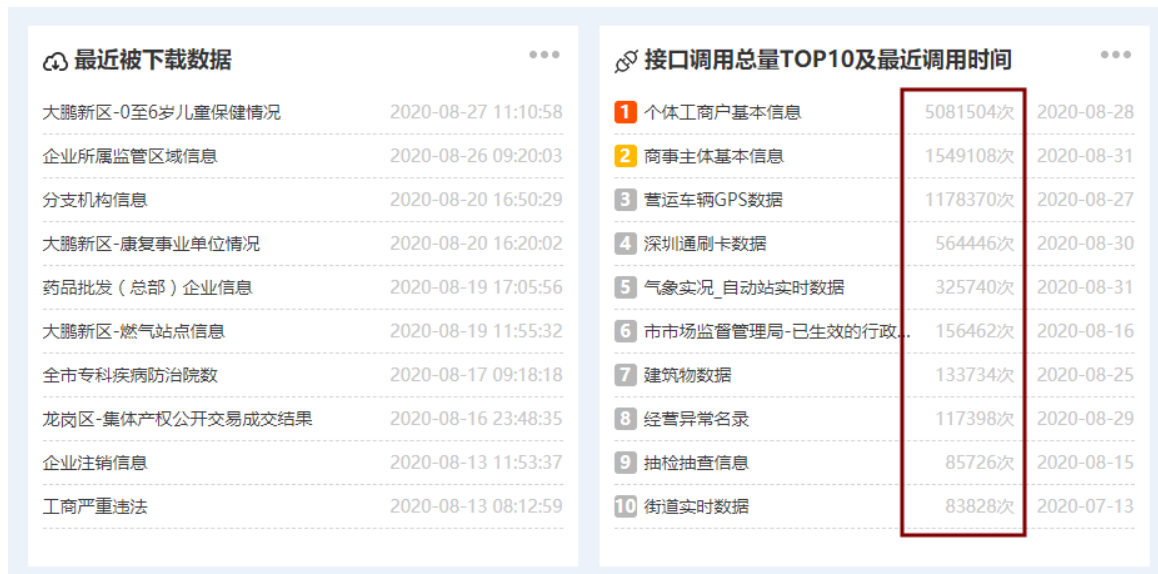 最近被下载数据
大鹏新区-0至6岁儿童保健情况 2020-08-27 11:10:58
企业所属监管区域信息 2020-08-26 09:20:03
分支机构信息 2020-08-20 16:50:29
大鹏新区-康复事业单位情况 2020-08-20 16:20:02
药品批发（总部）企业信息 2020-08-19 17:05:56
大鹏新区-燃气站点信息 2020-08-19 11:55:32
全市专科疾病防治院数 2020-08-17 09:18:18
龙岗区-集体产权公开交易成交结果 2020-08-16 23:48:35
企业注销信息 2020-08-13 11:53:37
工商严重违法 2020-08-13 08:12:59
接口调用总量TOP10及最近调用时间
1 个体工商户基本信息 5081504次 2020-08-28
2 商事主体基本信息 1549108次 2020-08-31
3 营运车辆GPS数据 1178370次 2020-08-27
4 深圳通刷卡数据 564446次 2020-08-30
5 气象实况_自动站实时数据 325740次 2020-08-31
6 市市场监督管理局-已生效的行政... 156462次 2020-08-16
7 建筑物数据 133734次 2020-08-25
8 经营异常名录 117398次 2020-08-29
9 抽检抽查信息 85726次 2020-08-15
10 街道实时数据 83828次 2020-07-13